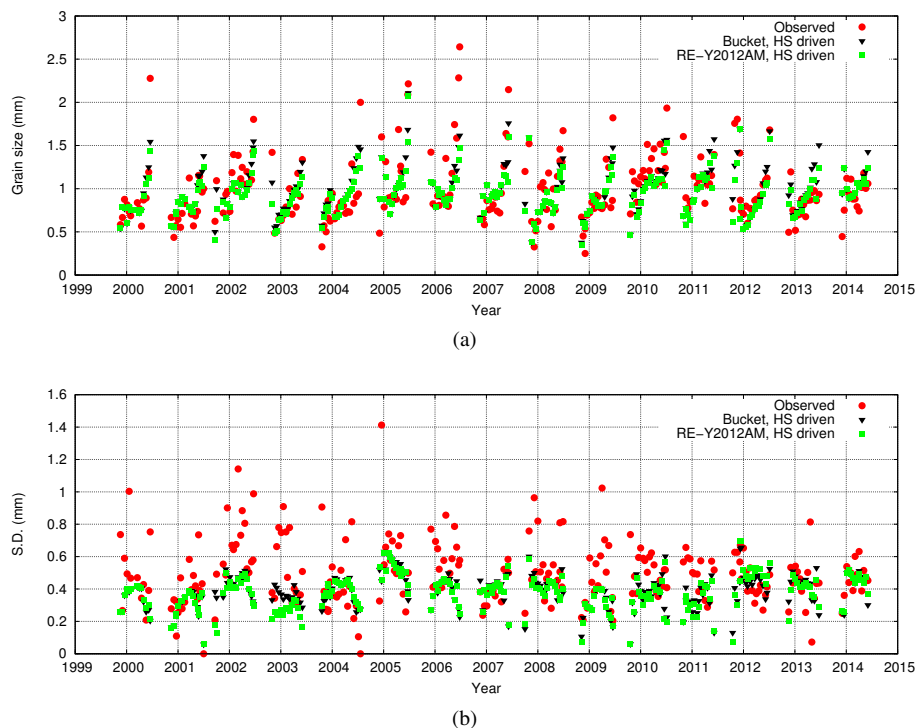 3
2.5
2
1.5
1
0.5
0
Grain size (mm)
Observed
Bucket, HS driven
RE-Y2012AM, HS driven
1999 2000 2001 2002 2003 2004 2005 2006 2007 2008 2009 2010 2011 2012 2013 2014 2015
Year
(a)
1.6
1.4
1.2
1
0.8
0.6
0.4
0.2
0
S.D. (mm)
Observed
Bucket, HS driven
RE-Y2012AM, HS driven
1999 2000 2001 2002 2003 2004 2005 2006 2007 2008 2009 2010 2011 2012 2013 2014 2015
Year
(b)